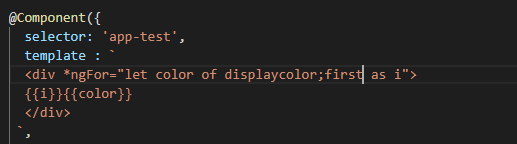 @Component({
selector: 'app-test',
template : `
<div *ngFor="let color of displaycolor;first as i">
{{i}}{{color}}
</div>
`,